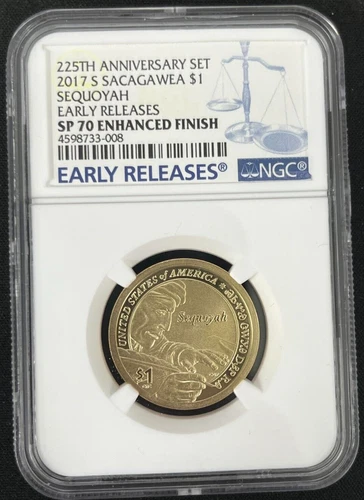 225TH ANNIVERSARY SET
2017 S SACAGAWEA $1
SEQUOYAH
EARLY RELEASES
SP 70 ENHANCED FINISH
4598733-008
EARLY RELEASES®
NGC®
UNITED STATES of AMERICA
Sequoyah
$1